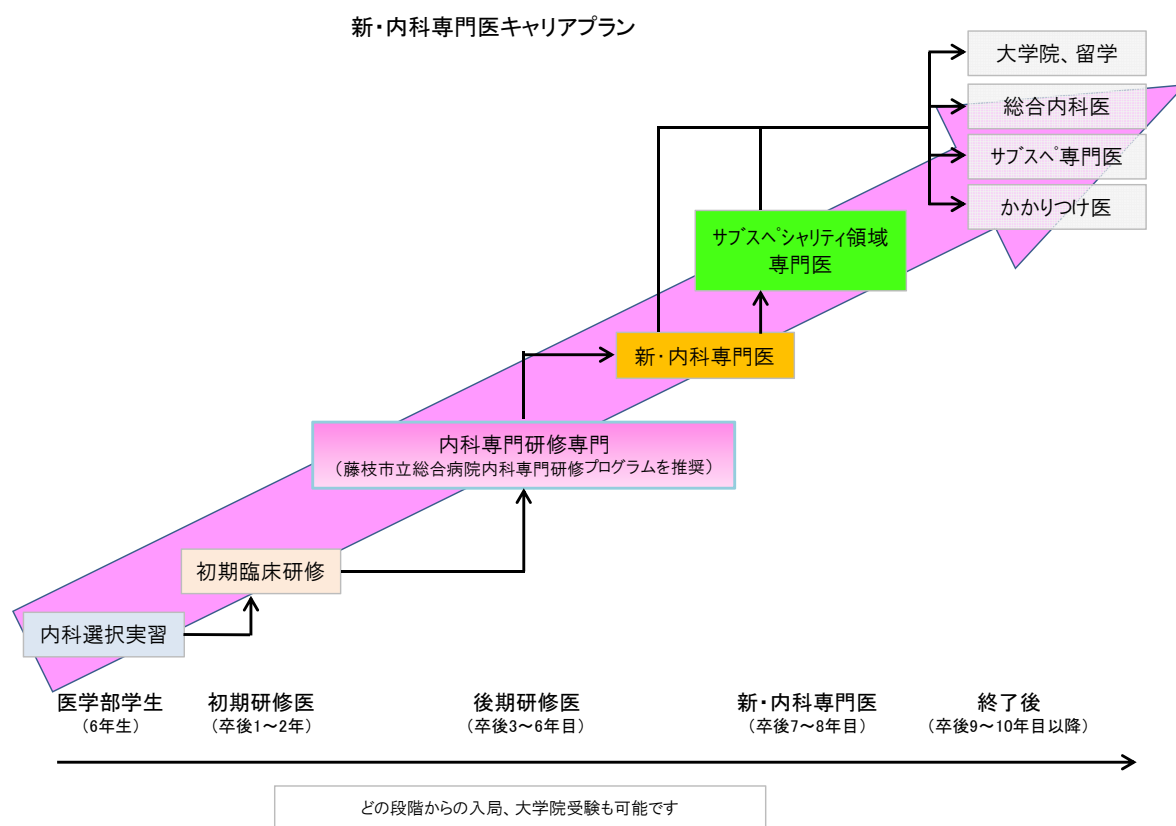 新・内科専門医キャリアプラン
大学院、留学
総合内科医
サブスペ専門医
かかりつけ医
サブスペシャリティ領域
専門医
新・内科専門医
内科専門研修専門
（藤枝市立総合病院内科専門研修プログラムを推奨）
初期臨床研修
内科選択実習
医学部学生
（6年生）
初期研修医
（卒後1～2年）
後期研修医
（卒後3～6年目）
新・内科専門医
（卒後7～8年目）
終了後
（卒後9～10年目以降）
どの段階からの入局、大学院受験も可能です